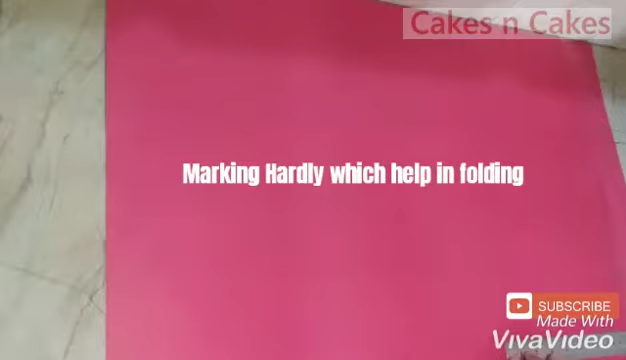 Cakes n Cakes
Marking Hardly which help in folding
SUBSCRIBE
Made With
VivaVideo